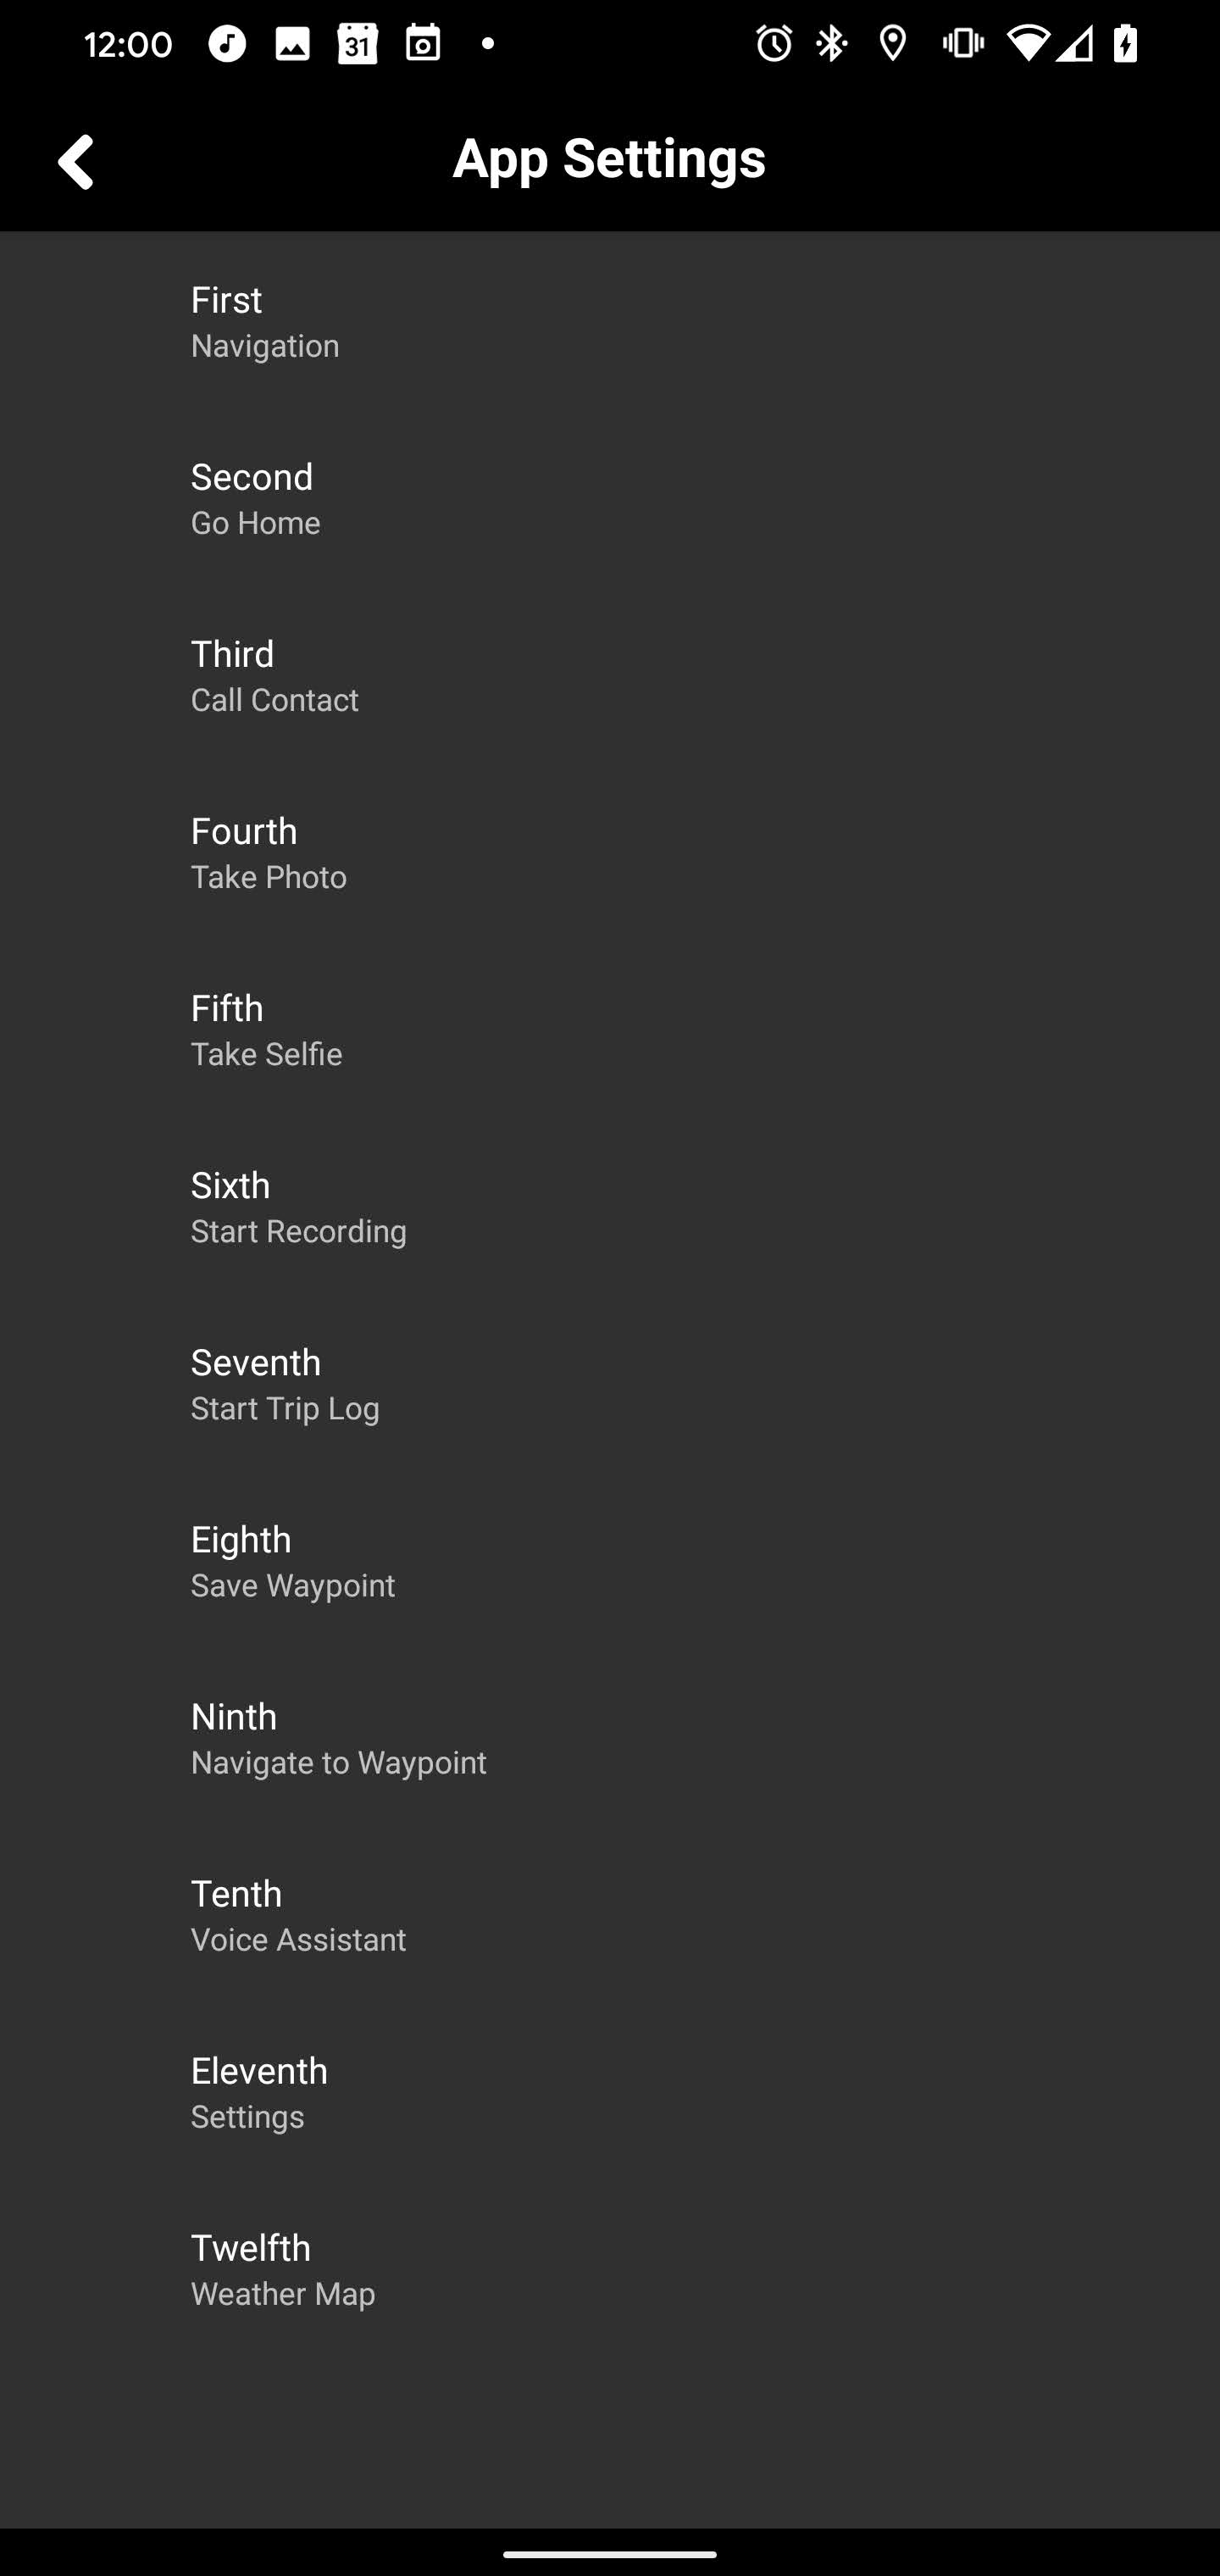 12:00
31
App Settings
First
Navigation
Second
Go Home
Third
Call Contact
Fourth
Take Photo
Fifth
Take Selfie
Sixth
Start Recording
Seventh
Start Trip Log
Eighth
Save Waypoint
Ninth
Navigate to Waypoint
Tenth
Voice Assistant
Eleventh
Settings
Twelfth
Weather Map